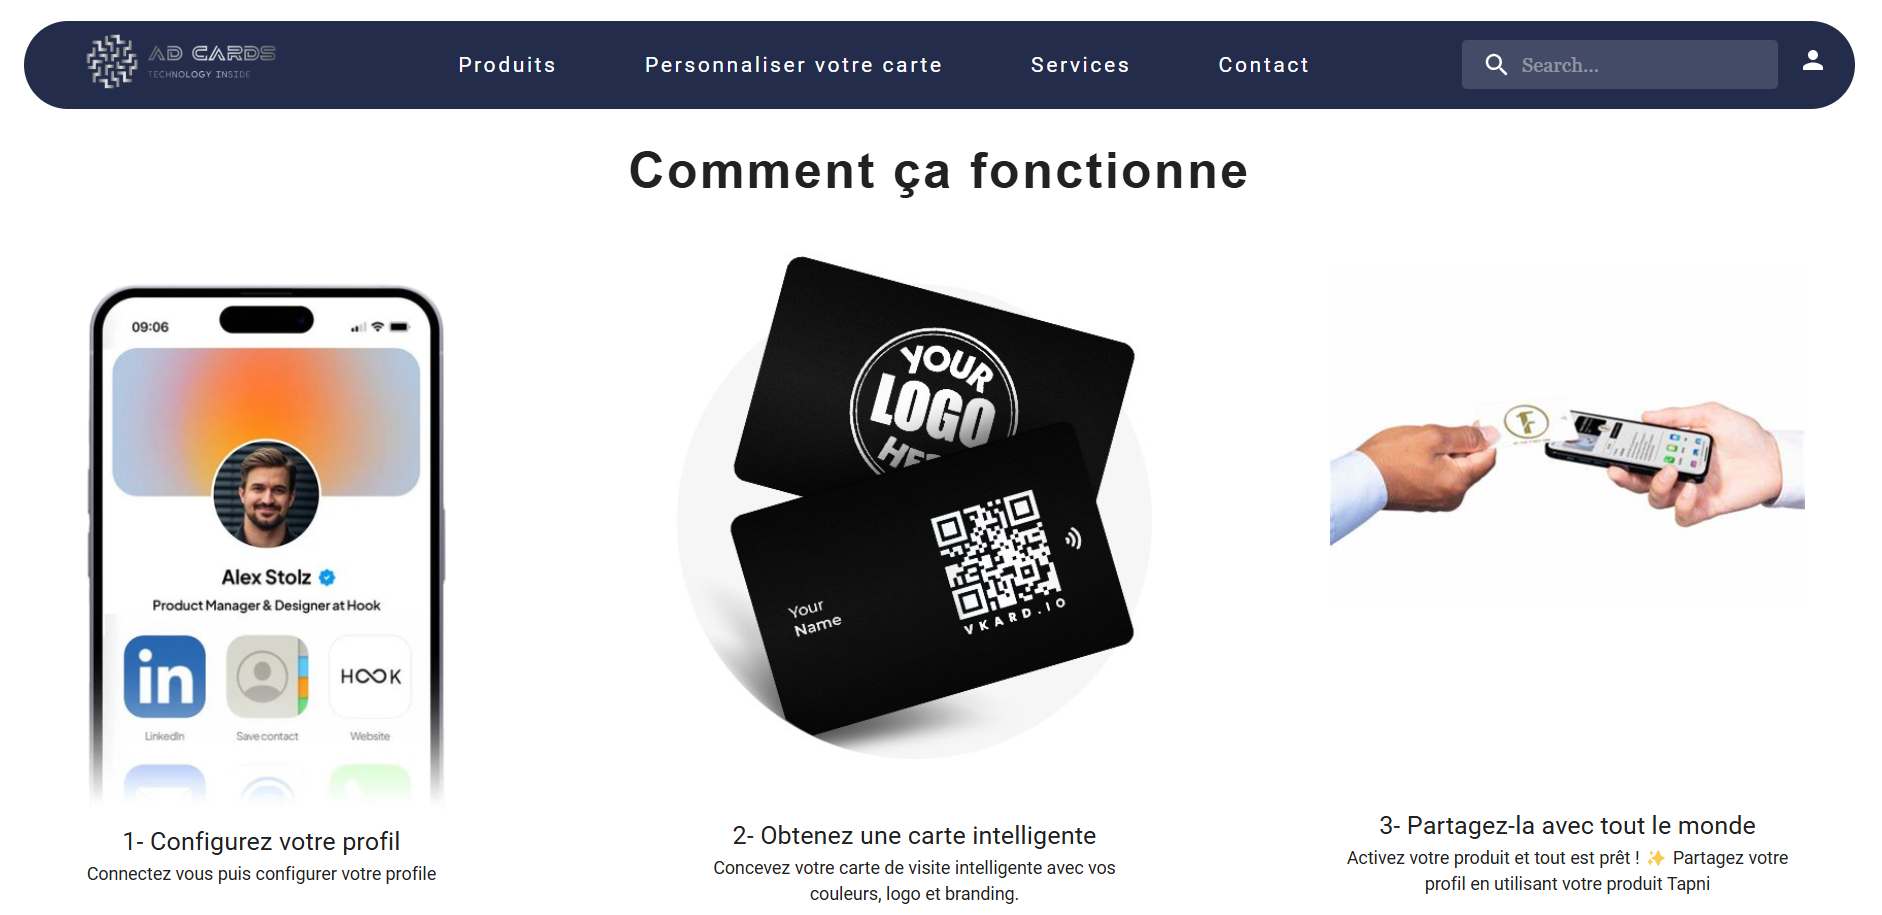 AD CARDS
TECHNOLOGY INSIDE
Produits
Personnaliser votre carte
Services
Contact
Search...
Comment ça fonctionne
09:06
Alex Stolz
Product Manager & Designer at Hook
HOOK
LinkedIn
Save contact
Website
YOUR
LOGO
Your
Name
VKARD.IO
1- Configurez votre profil
Connectez vous puis configurer votre profile
2- Obtenez une carte intelligente
Concevez votre carte de visite intelligente avec vos
couleurs, logo et branding.
3- Partagez-la avec tout le monde
Activez votre produit et tout est prêt ! ✨ Partagez votre
profil en utilisant votre produit Tapni